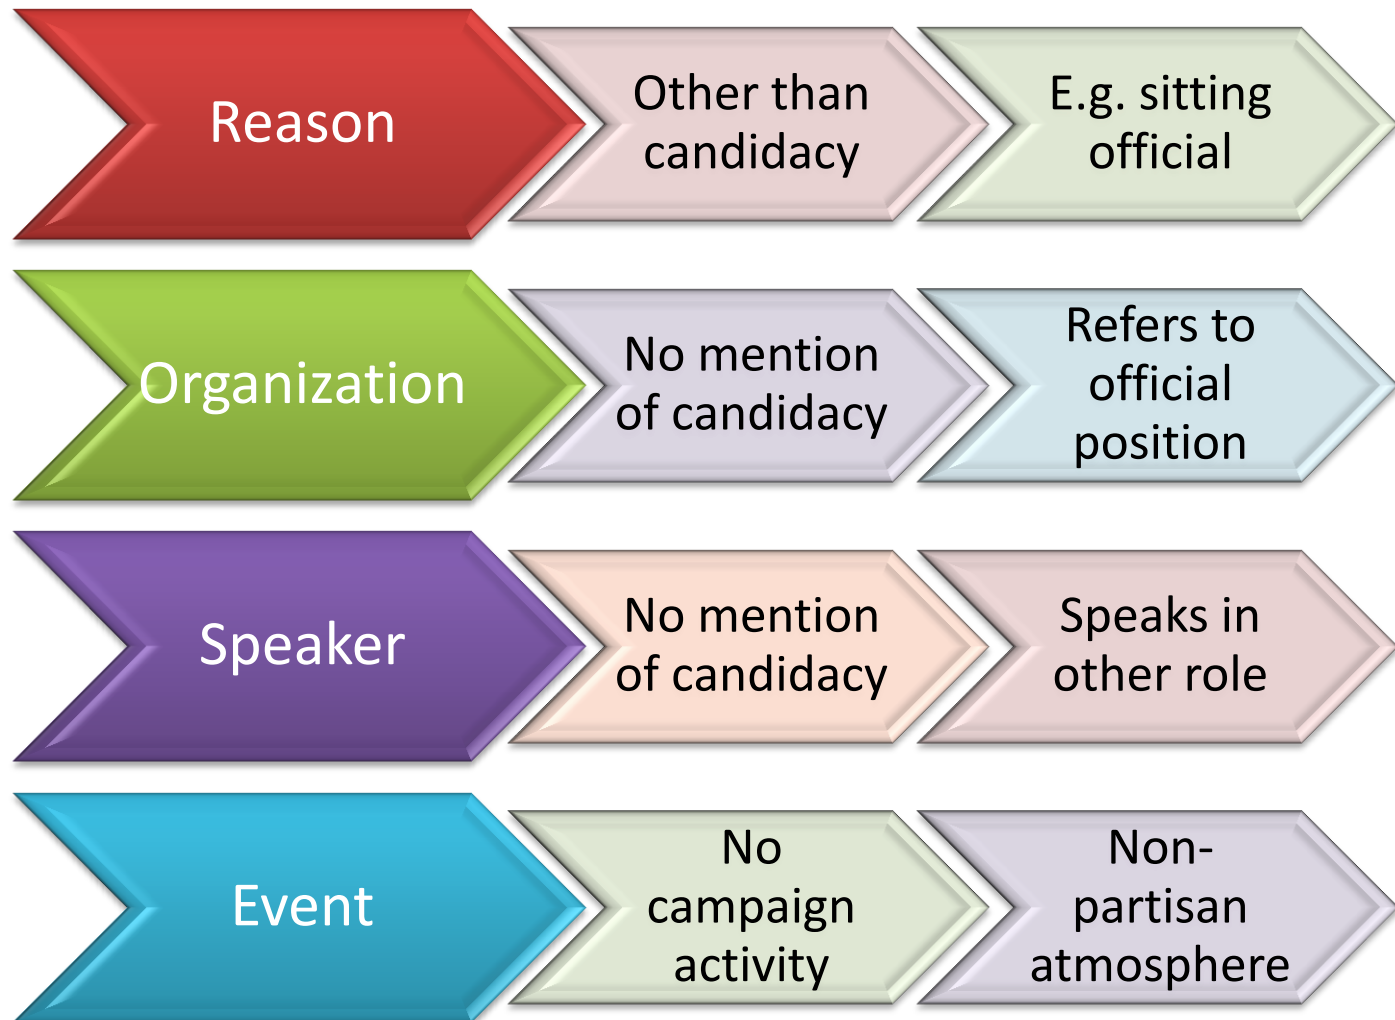 Reason
Other than
candidacy
E.g. sitting
official
Organization
No mention
of candidacy
Refers to
official
position
Speaker
No mention
of candidacy
Speaks in
other role
Event
No
campaign
activity
Non-
partisan
atmosphere